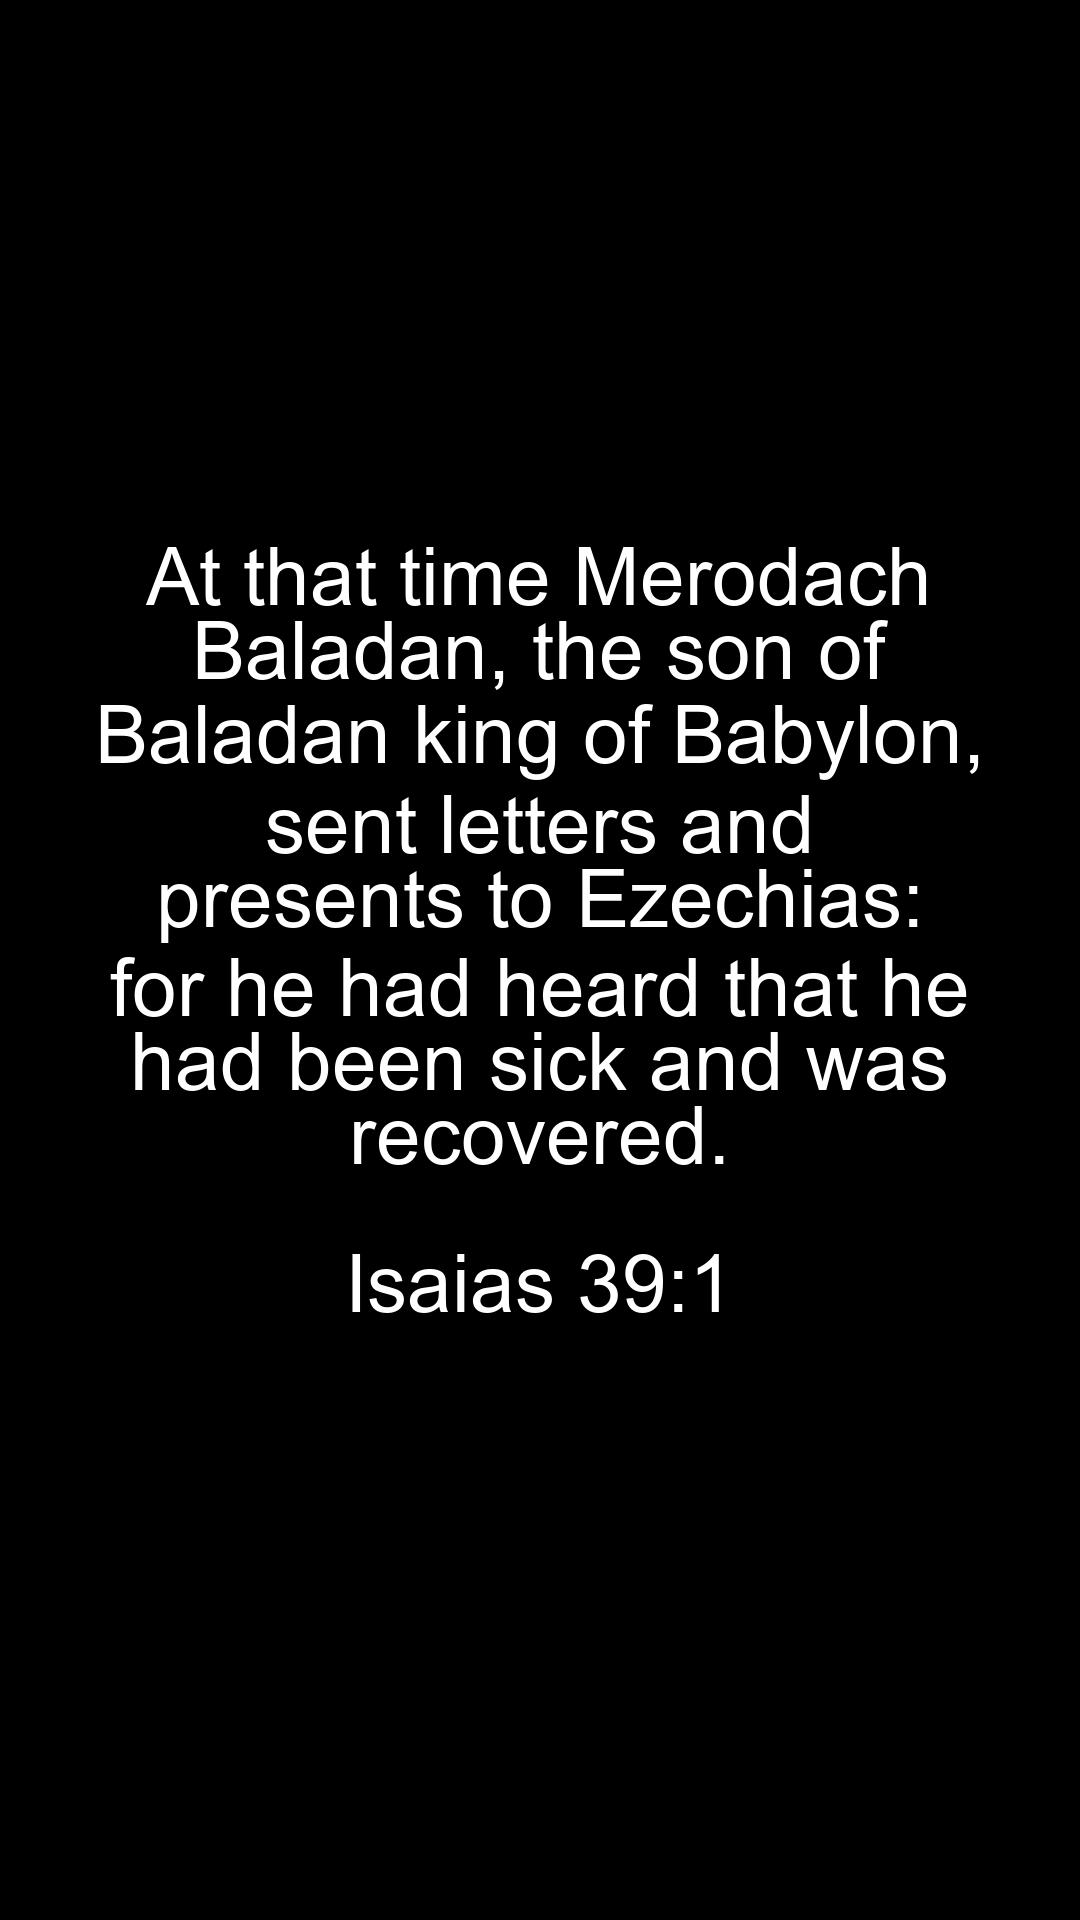 At that time Merodach
Baladan, the son of
Baladan king of Babylon,
sent letters and
presents to Ezechias:
for he had heard that he
had been sick and was
recovered.
Isaias 39:1